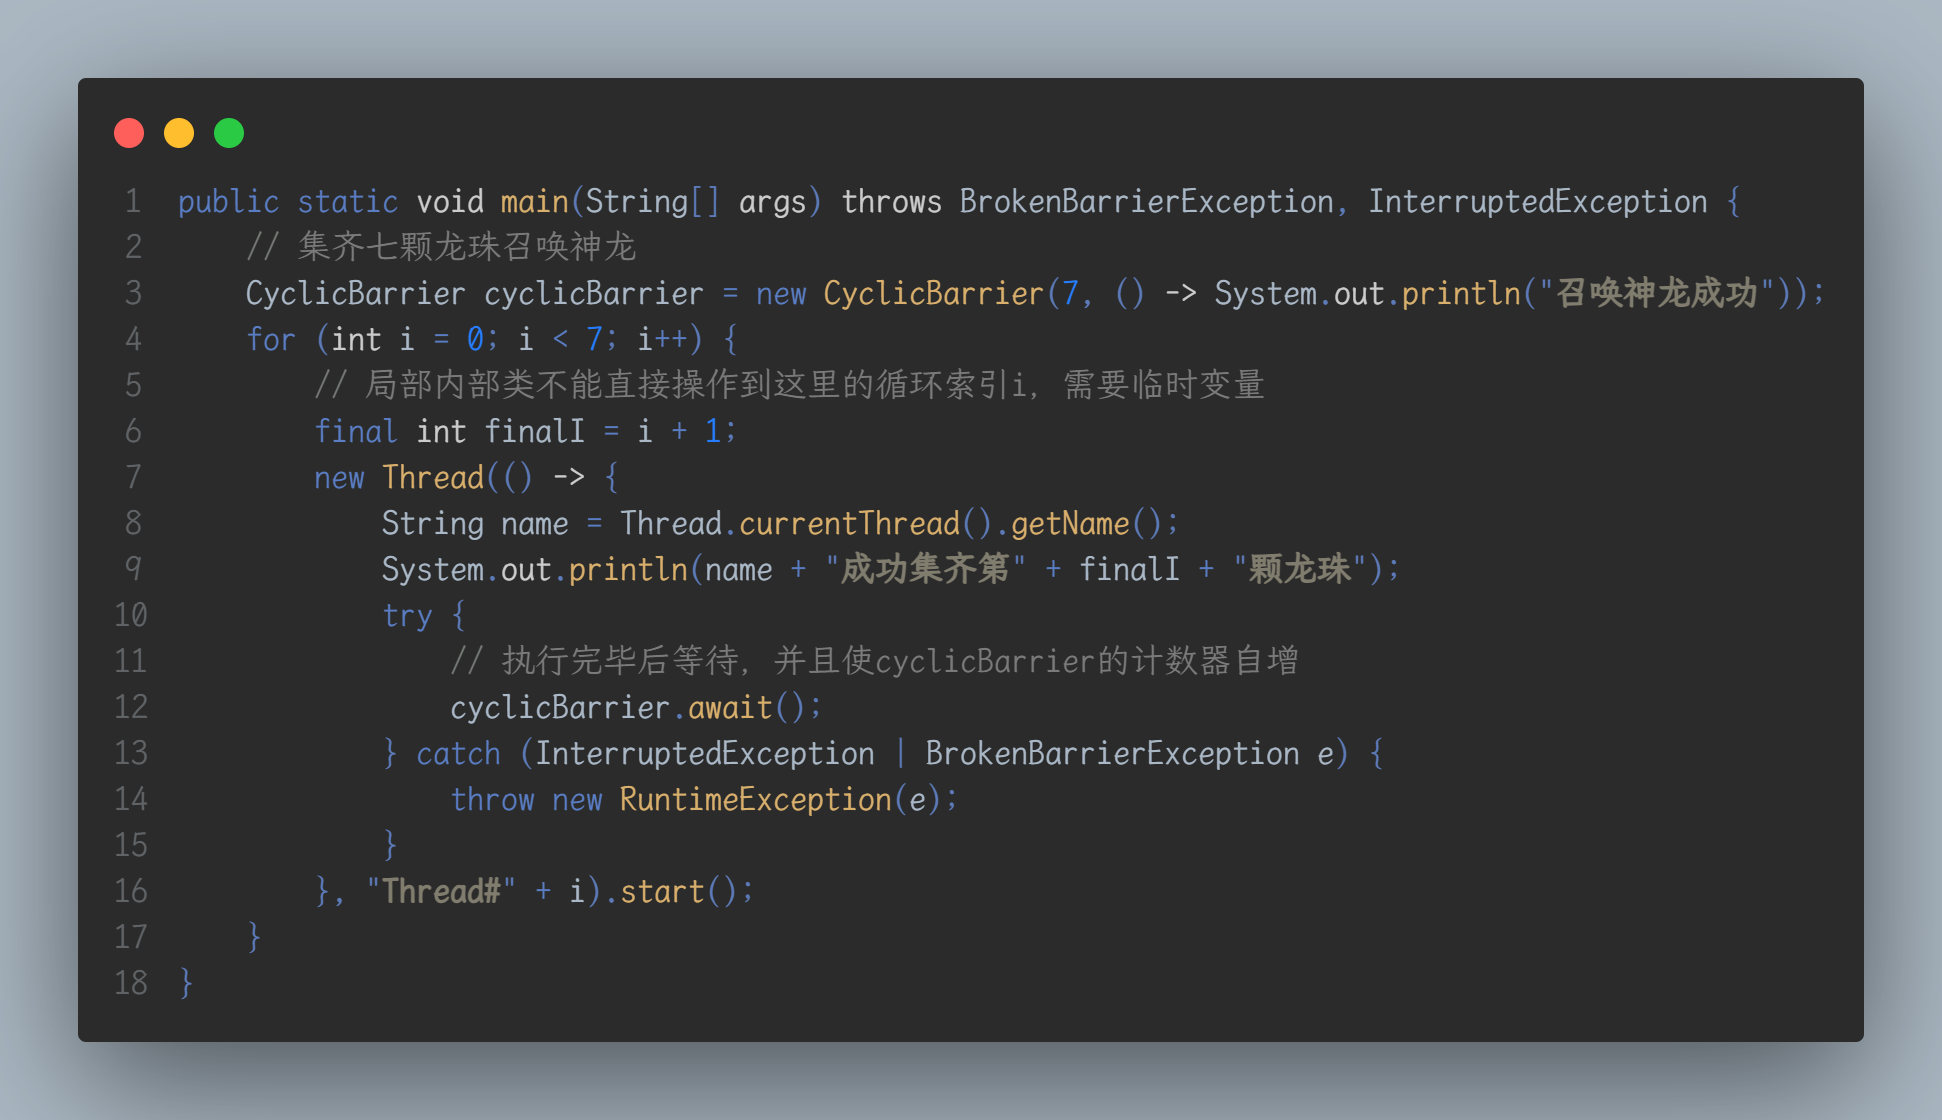 1 public static void main(String[] args) throws BrokenBarrierException, InterruptedException {
2     // 集齐七颗龙珠召唤神龙
3     CyclicBarrier cyclicBarrier = new CyclicBarrier(7, () -> System.out.println("召唤神龙成功"));
4     for (int i = 0; i < 7; i++) {
5         // 局部内部类不能直接操作到这里的循环索引i, 需要临时变量
6         final int finalI = i + 1;
7         new Thread(() -> {
8             String name = Thread.currentThread().getName();
9             System.out.println(name + "成功集齐第" + finalI + "颗龙珠");
10             try {
11                 // 执行完毕后等待, 并且使cyclicBarrier的计数器自增
12                 cyclicBarrier.await();
13             } catch (InterruptedException | BrokenBarrierException e) {
14                 throw new RuntimeException(e);
15             }
16         }, "Thread#" + i).start();
17     }
18 }